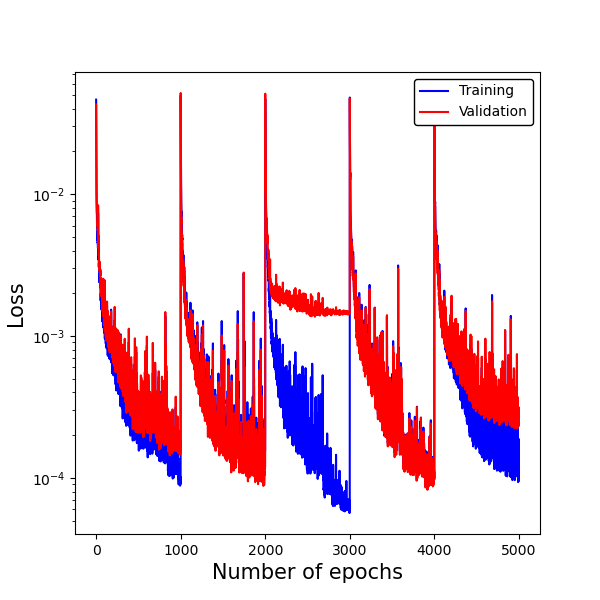 Training
Validation
10⁻²
10⁻³
10⁻⁴
Loss
0 1000 2000 3000 4000 5000
Number of epochs